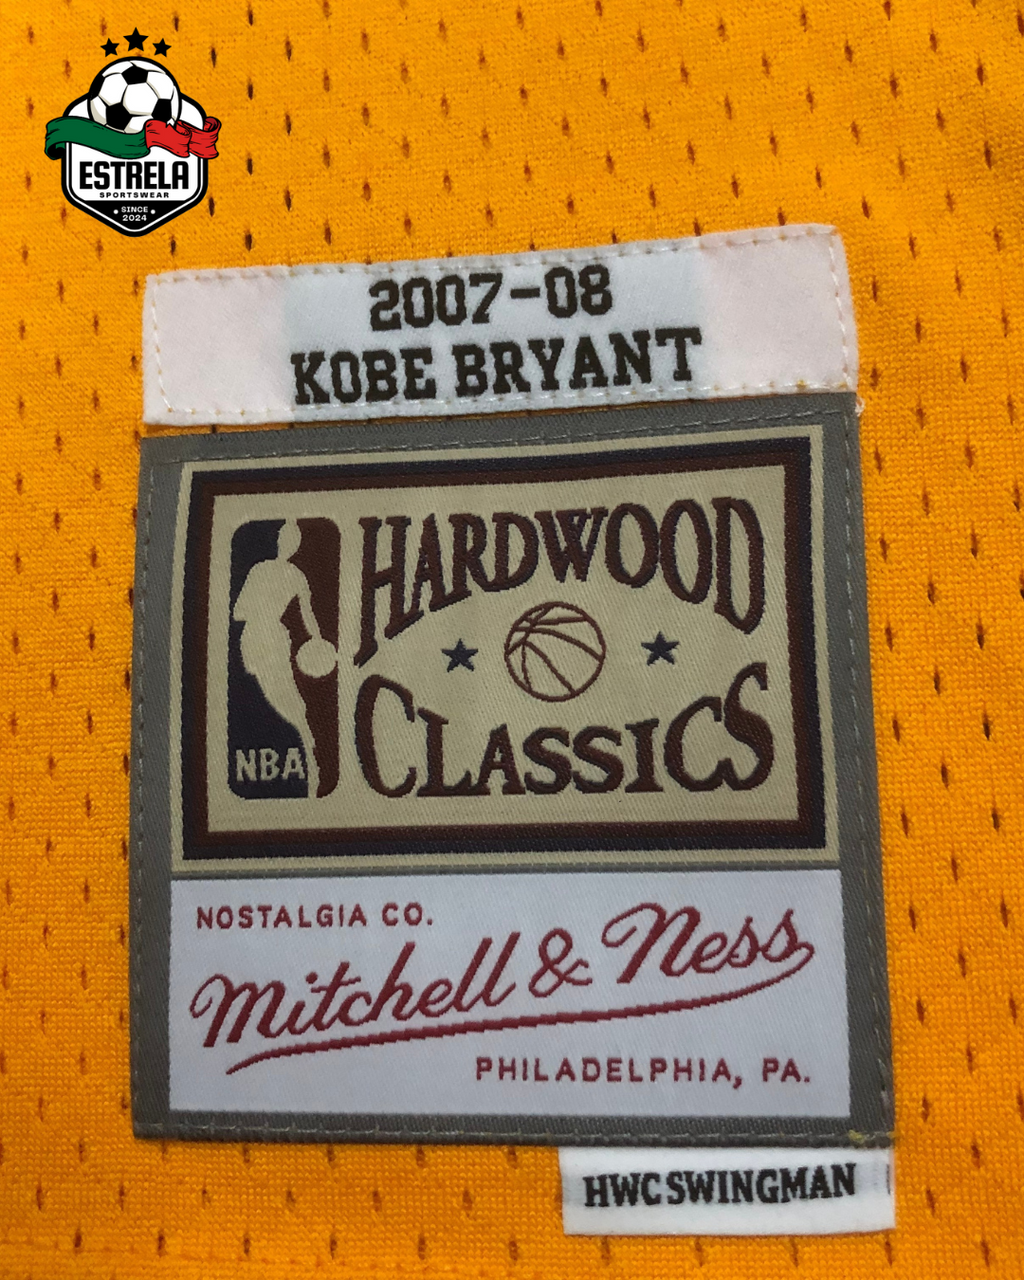 ESTRELA
SPORTSWEAR
SINCE
2024
2007-08
KOBE BRYANT
HARDWOOD
CLASSICS
NBA
NOSTALGIA CO.
Mitchell & Ness
PHILADELPHIA, PA.
HWC SWINGMAN